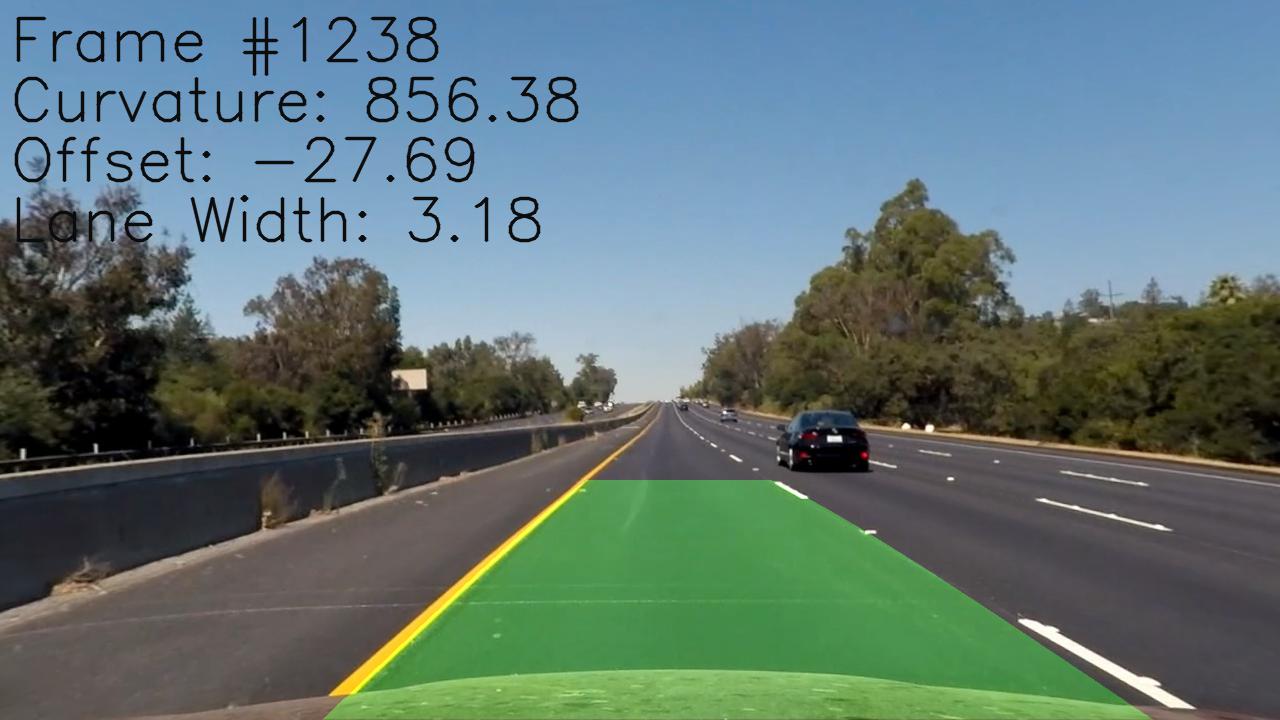 Frame #1238
Curvature: 856.38
Offset: -27.69
Lane Width: 3.18